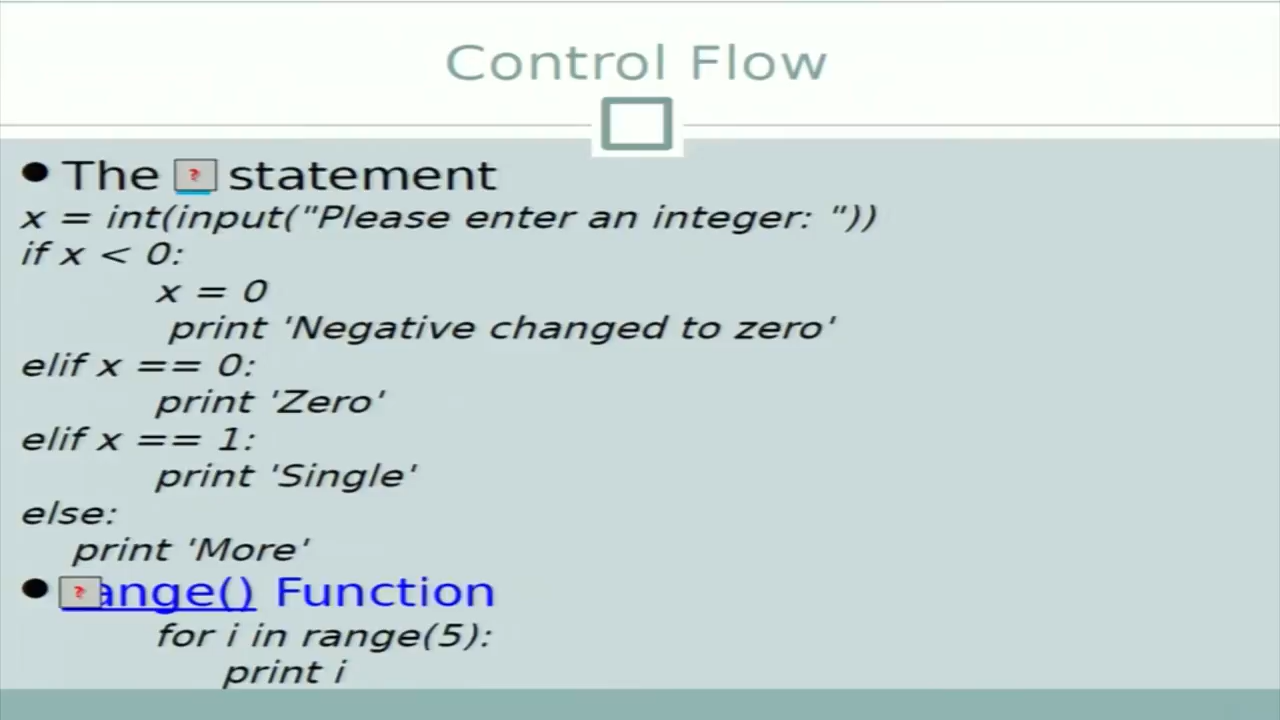 Control Flow
The ? statement
x = int(input("Please enter an integer: "))
if x < 0:
x = 0
print 'Negative changed to zero'
elif x == 0:
print 'Zero'
elif x == 1:
print 'Single'
else:
print 'More'
? ange() Function
for i in range(5):
print i